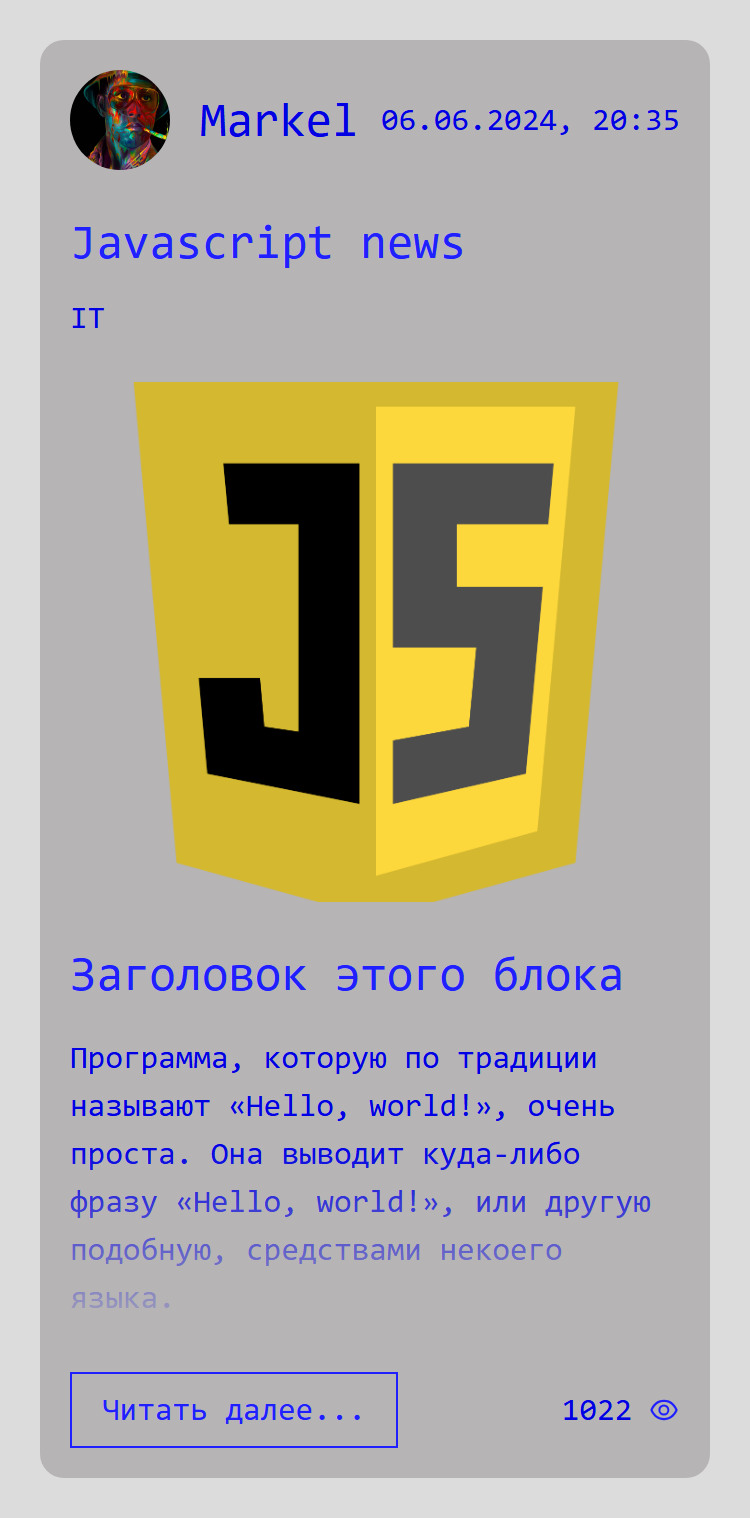 Markel 06.06.2024, 20:35
Javascript news
IT
JS
Заголовок этого блока
Программа, которую по традиции
называют «Hello, world!», очень
проста. Она выводит куда-либо
фразу «Hello, world!», или другую
подобную, средствами некоего
языка.
Читать далее... 1022